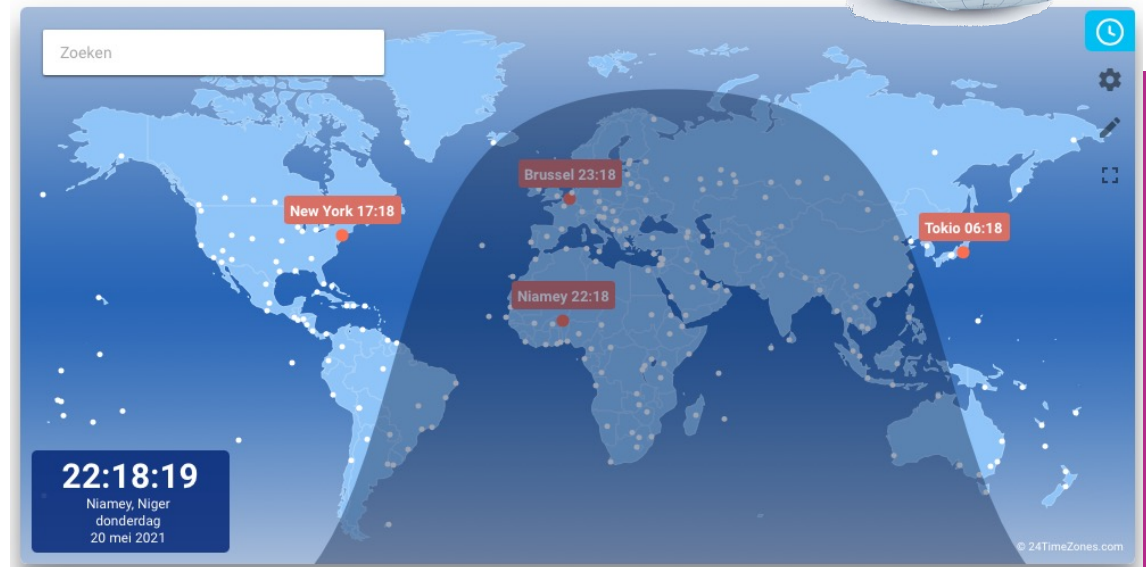 Zoeken
Brussel 23:18
New York 17:18
Tokio 06:18
Niamey 22:18
22:18:19
Niamey, Niger
donderdag
20 mei 2021
© 24TimeZones.com